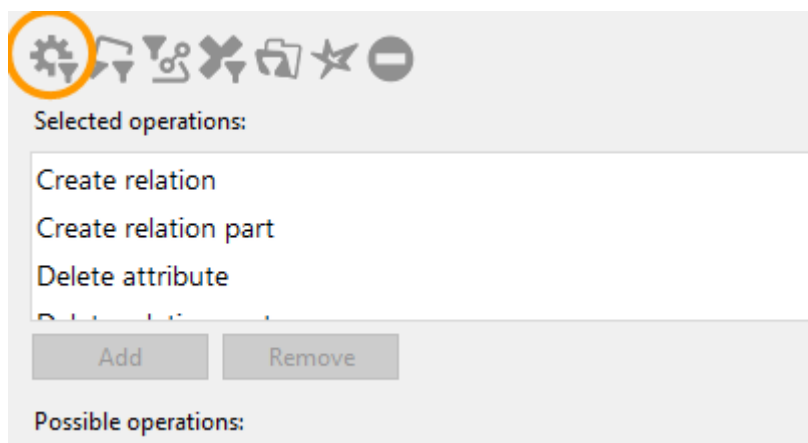 Selected operations:
Create relation
Create relation part
Delete attribute
Add Remove
Possible operations: